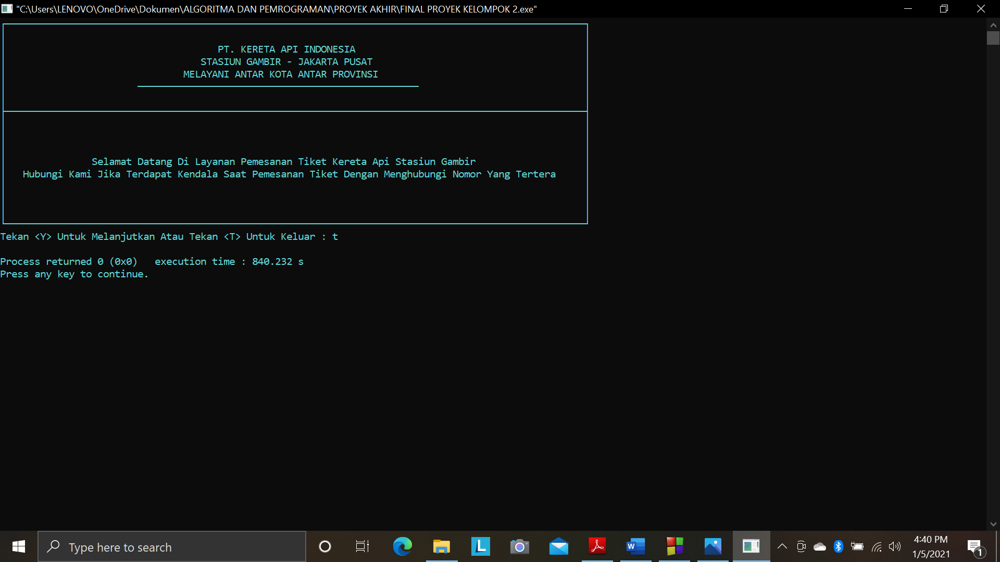 "C:\Users\LENOVO\OneDrive\Dokumen\ALGORITMA DAN PEMROGRAMAN\PROYEK AKHIR\FINAL PROYEK KELOMPOK 2.exe"
PT. KERETA API INDONESIA
STASIUN GAMBIR - JAKARTA PUSAT
MELAYANI ANTAR KOTA ANTAR PROVINSI
Selamat Datang Di Layanan Pemesanan Tiket Kereta Api Stasiun Gambir
Hubungi Kami Jika Terdapat Kendala Saat Pemesanan Tiket Dengan Menghubungi Nomor Yang Tertera
Tekan <Y> Untuk Melanjutkan Atau Tekan <T> Untuk Keluar : t
Process returned 0 (0x0)   execution time : 840.232 s
Press any key to continue.
Type here to search
L
W
4:40 PM
1/5/2021
1